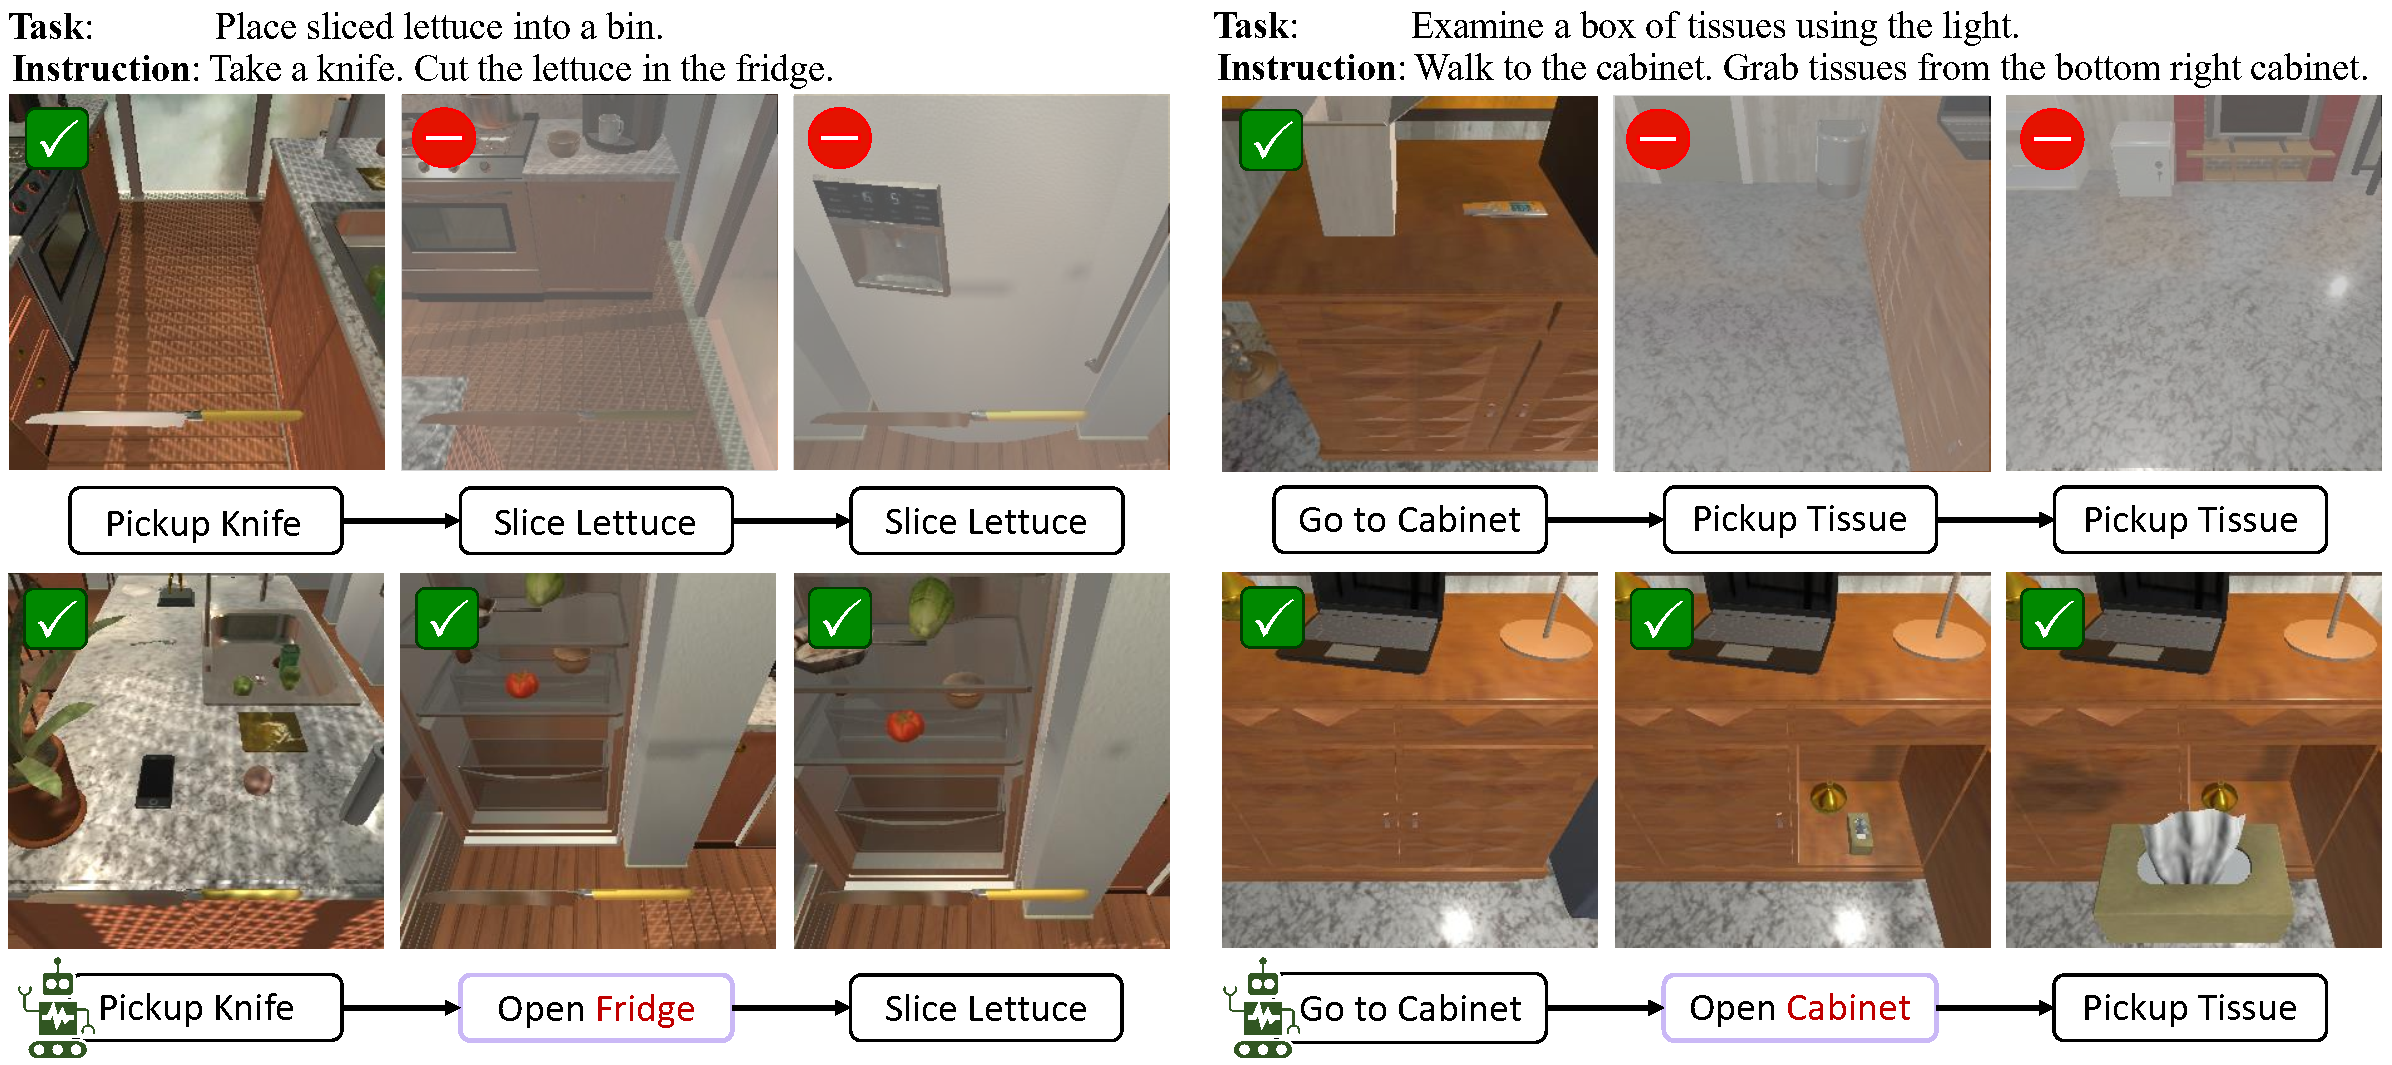 Task: Place sliced lettuce into a bin.
Instruction: Take a knife. Cut the lettuce in the fridge.
Pickup Knife
Slice Lettuce
Slice Lettuce
Pickup Knife
Open Fridge
Slice Lettuce
Task: Examine a box of tissues using the light.
Instruction: Walk to the cabinet. Grab tissues from the bottom right cabinet.
Go to Cabinet
Pickup Tissue
Pickup Tissue
Go to Cabinet
Open Cabinet
Pickup Tissue